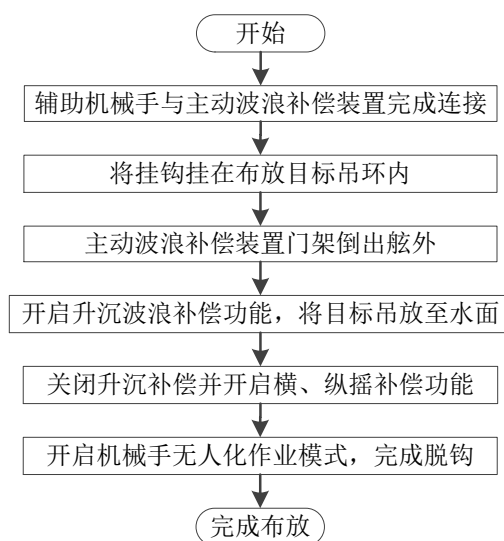 开始
辅助机械手与主动波浪补偿装置完成连接
将挂钩挂在布放目标吊环内
主动波浪补偿装置门架倒出舷外
开启升沉波浪补偿功能，将目标吊放至水面
关闭升沉补偿并开启横、纵摇补偿功能
开启机械手无人化作业模式，完成脱钩
完成布放